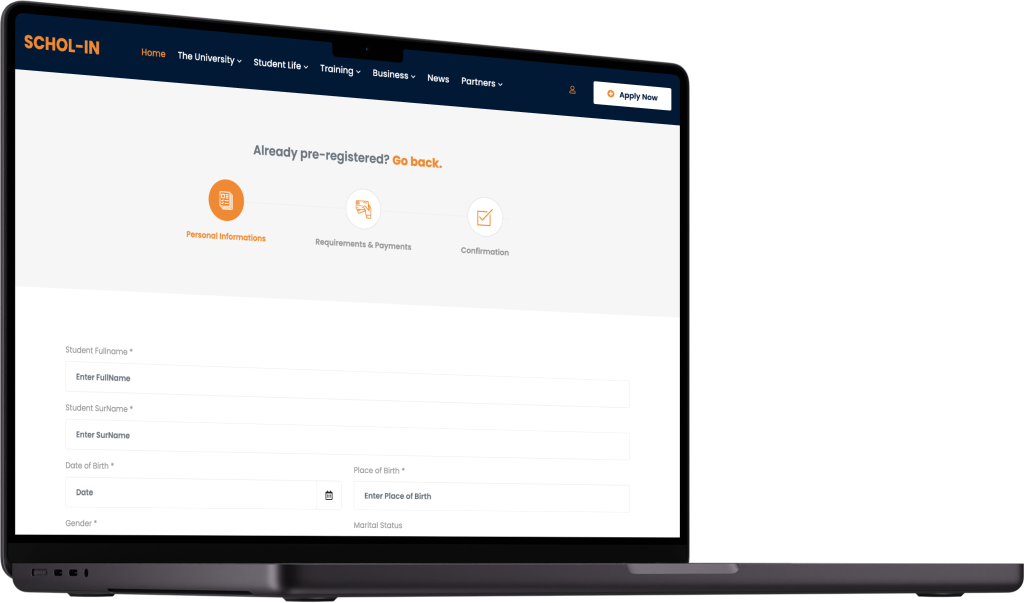 SCHOL-IN
Home The University Student Life Training Business News Partners Apply Now
Already pre-registered? Go back.
Personal Informations Requirements & Payments Confirmation
Student Fullname *
Enter FullName
Student SurName *
Enter SurName
Date of Birth * Place of Birth *
Date Enter Place of Birth
Gender * Marital Status